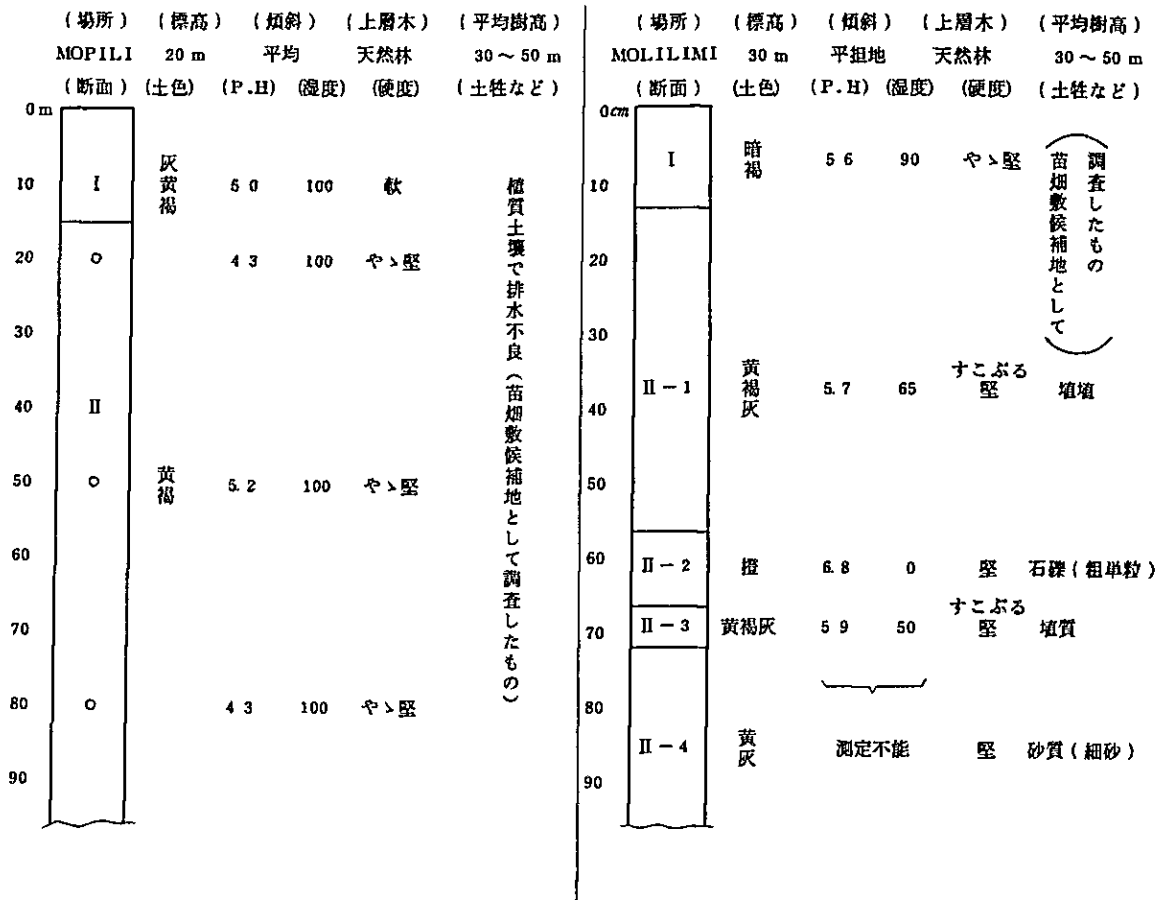 (場所) (標高) (傾斜) (上層木) (平均樹高)
MOPILI 20 m 平均 天然林 30～50 m
(断面) (土色) (P.H) (湿度) (硬度) (土牲など)
0 m
10 I 灰黄褐 5 0 100 軟
20 4 3 100 やゝ堅
30
40 II
50 黄褐 5. 2 100 やゝ堅
60
70
80 4 3 100 やゝ堅
90
埴質土壌で排水不良(苗畑敷候補地として調査したもの)
(場所) (標高) (傾斜) (上層木) (平均樹高)
MOLILIMI 30 m 平担地 天然林 30～50 m
(断面) (土色) (P.H) (湿度) (硬度) (土牲など)
0cm
I 暗褐 5 6 90 やゝ堅
10
(苗畑敷候補地として調査したもの)
20
30
II－1 黄褐灰 5. 7 65 すこぶる堅 埴埴
40
50
60 II－2 橙 6. 8 0 堅 石礫(粗単粒)
70 II－3 黄褐灰 5 9 50 すこぶる堅 埴質
80
II－4 黄灰 測定不能 堅 砂質(細砂)
90